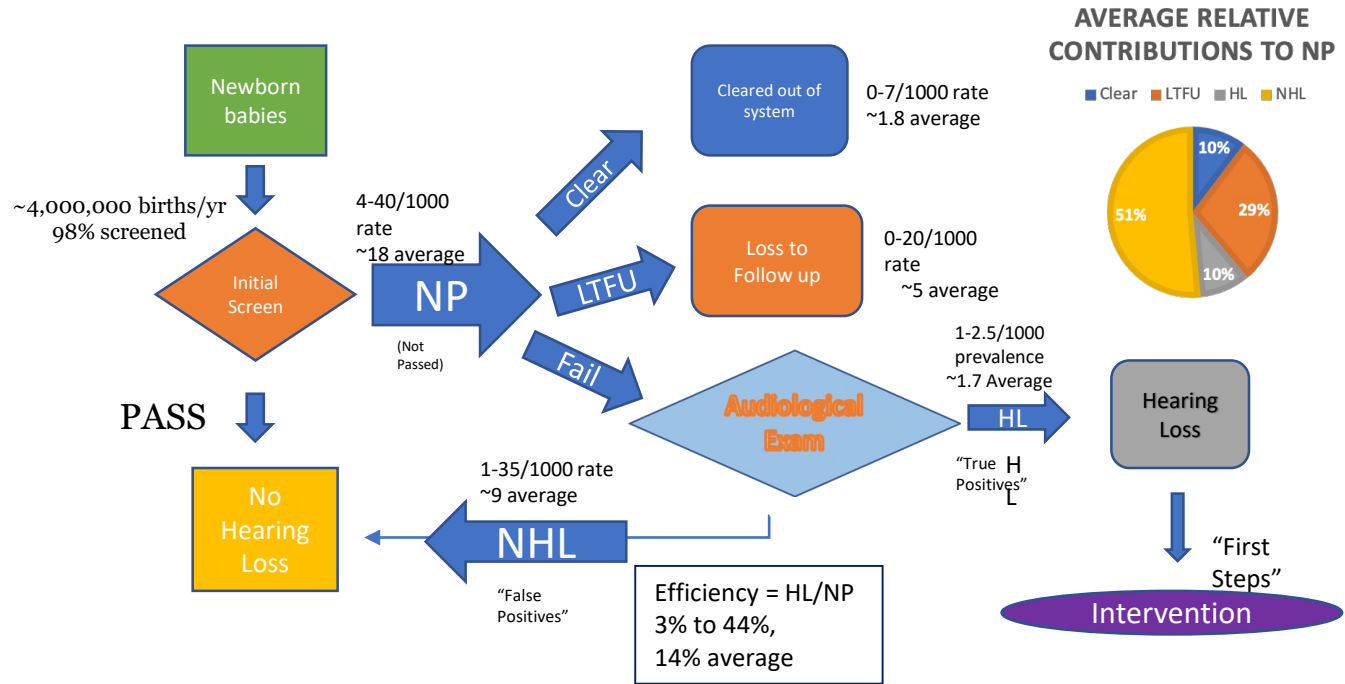 AVERAGE RELATIVE
CONTRIBUTIONS TO NP
Clear LTFU HL NHL
10%
29%
10%
51%
Newborn
babies
~4,000,000 births/yr
98% screened
Initial
Screen
4-40/1000
rate
~18 average
NP
(Not
Passed)
Clear
Cleared out of
system
0-7/1000 rate
~1.8 average
LTFU
Loss to
Follow up
0-20/1000
rate
~5 average
Fail
Audiological
Exam
1-2.5/1000
prevalence
~1.7 Average
HL
"True
Positives"
H
L
Hearing
Loss
"First
Steps"
Intervention
PASS
No
Hearing
Loss
1-35/1000 rate
~9 average
NHL
"False
Positives"
Efficiency = HL/NP
3% to 44%,
14% average